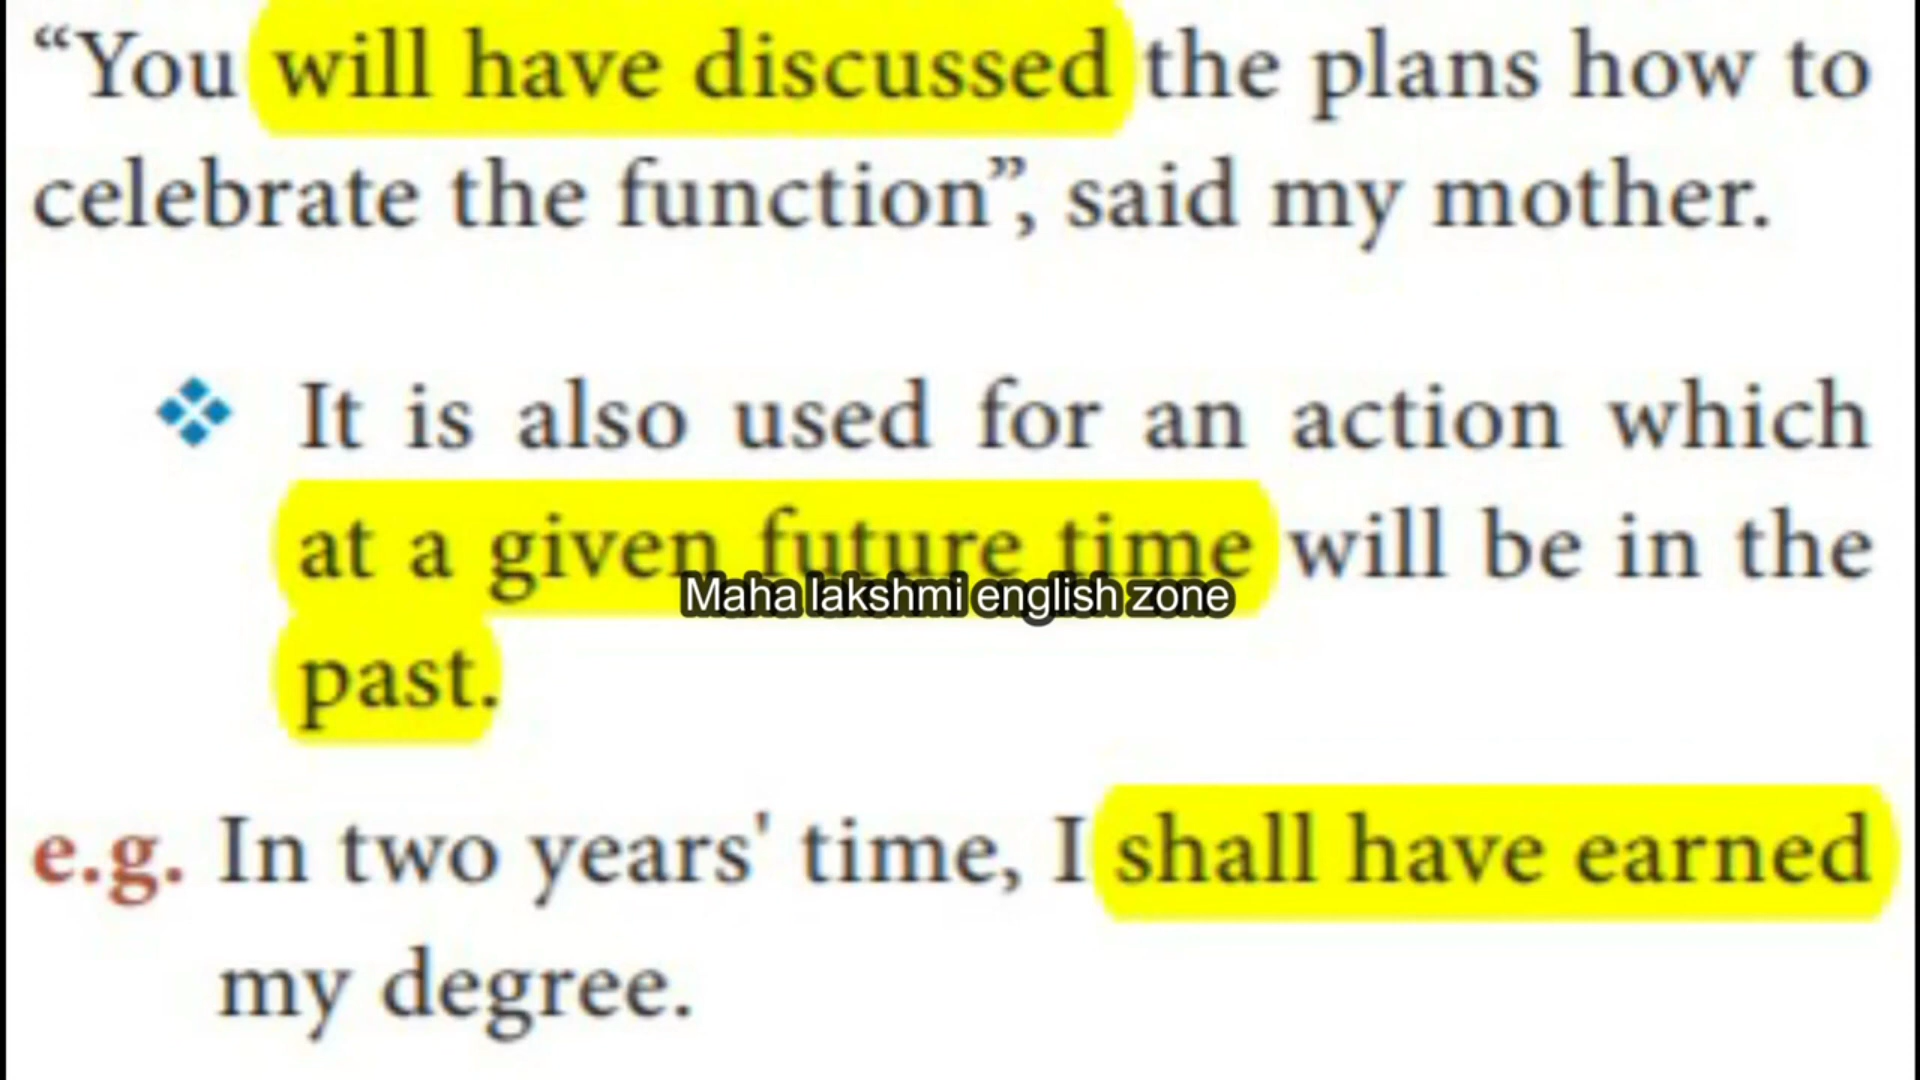 “You will have discussed the plans how to
celebrate the function”, said my mother.
❖ It is also used for an action which
at a given future time will be in the
Maha lakshmi english zone
past.
e.g. In two years' time, I shall have earned
my degree.